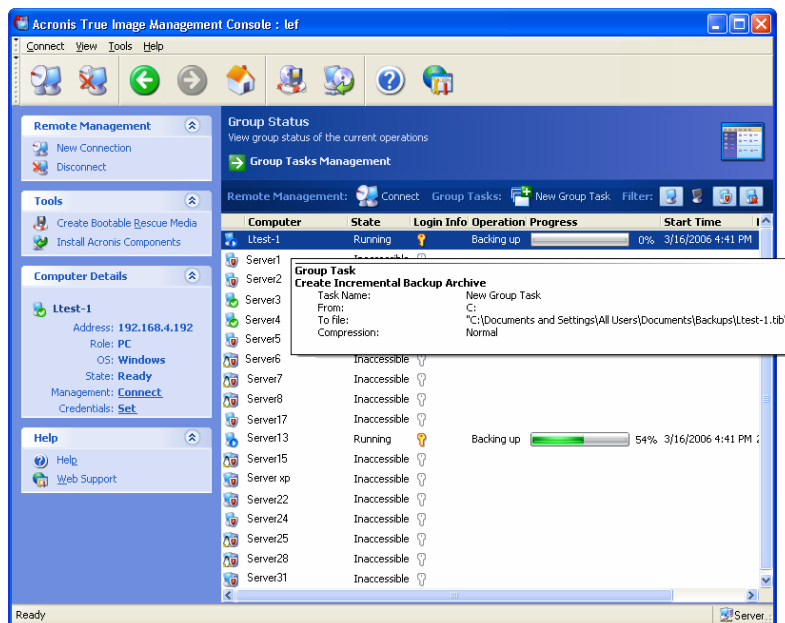 Acronis True Image Management Console : lef
Connect View Tools Help
Remote Management
New Connection
Disconnect
Tools
Create Bootable Rescue Media
Install Acronis Components
Computer Details
Ltest-1
Address: 192.168.4.192
Role: PC
OS: Windows
State: Ready
Management: Connect
Credentials: Set
Help
Help
Web Support
Group Status
View group status of the current operations
Group Tasks Management
Remote Management: Connect Group Tasks: New Group Task Filter:
Computer State Login Info Operation Progress Start Time
Ltest-1 Running Backing up 0% 3/16/2006 4:41 PM
Server1
Server2
Server3
Server4
Server5
Group Task
Create Incremental Backup Archive
Task Name: New Group Task
From: C:
To file: "C:\Documents and Settings\All Users\Documents\Backups\Ltest-1.tib"
Compression: Normal
Server6 Inaccessible
Server7 Inaccessible
Server8 Inaccessible
Server17 Inaccessible
Server13 Running Backing up 54% 3/16/2006 4:41 PM 2
Server15 Inaccessible
Server xp Inaccessible
Server22 Inaccessible
Server24 Inaccessible
Server25 Inaccessible
Server28 Inaccessible
Server31 Inaccessible
Ready Server